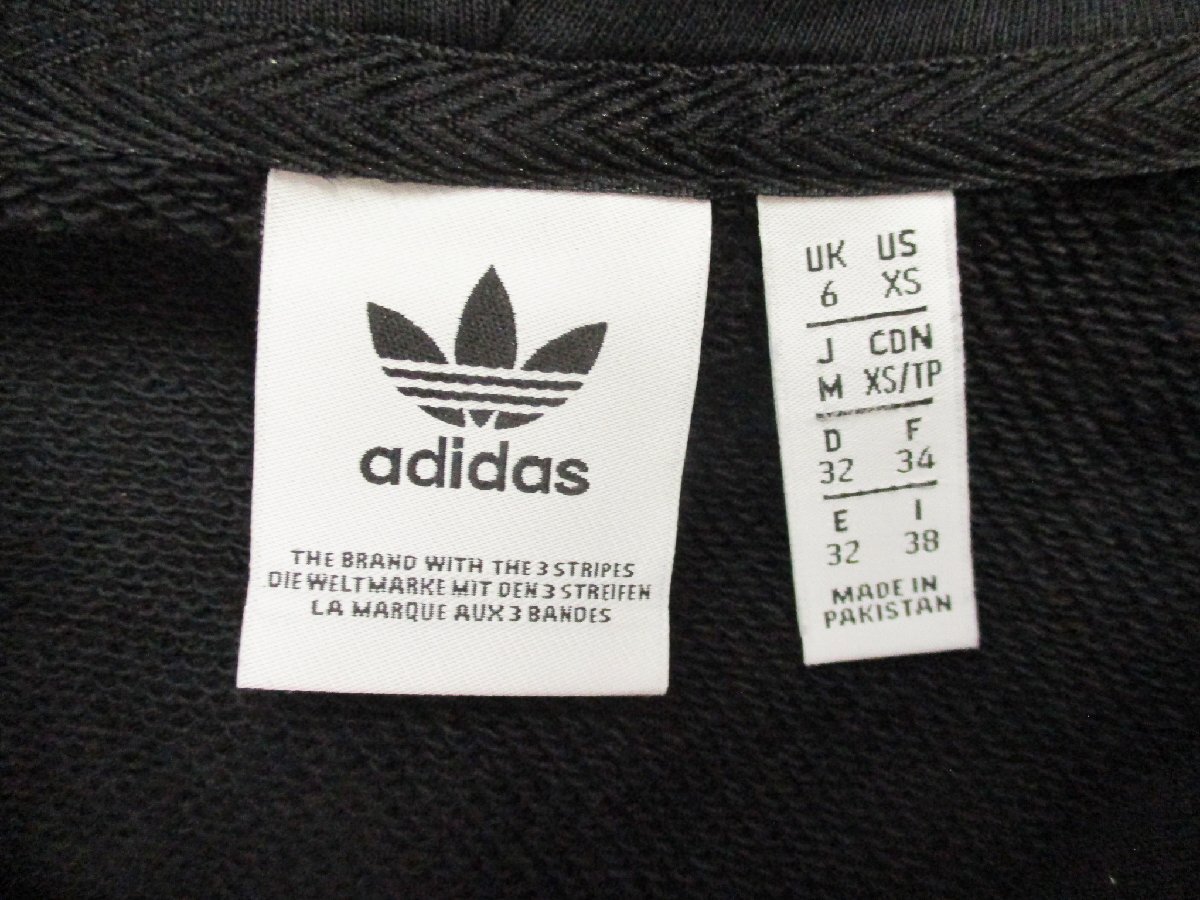 adidas
THE BRAND WITH THE 3 STRIPES
DIE WELTMARKE MIT DEN 3 STREIFEN
LA MARQUE AUX 3 BANDES
UK US
6 XS
J CDN
M XS/TP
D F
32 34
E I
32 38
MADE IN
PAKISTAN